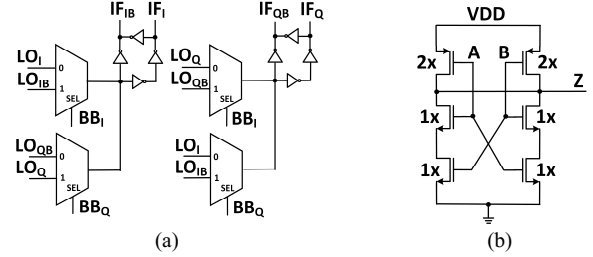 IF_IB IF_I
LO_I 0
LO_IB 1
SEL
BB_I
LO_QB 0
LO_Q 1
SEL
BB_Q
IF_QB IF_Q
LO_Q 0
LO_QB 1
SEL
BB_I
LO_I 0
LO_IB 1
SEL
BB_Q
(a)
VDD
2x A B 2x
Z
1x 1x
1x 1x
(b)